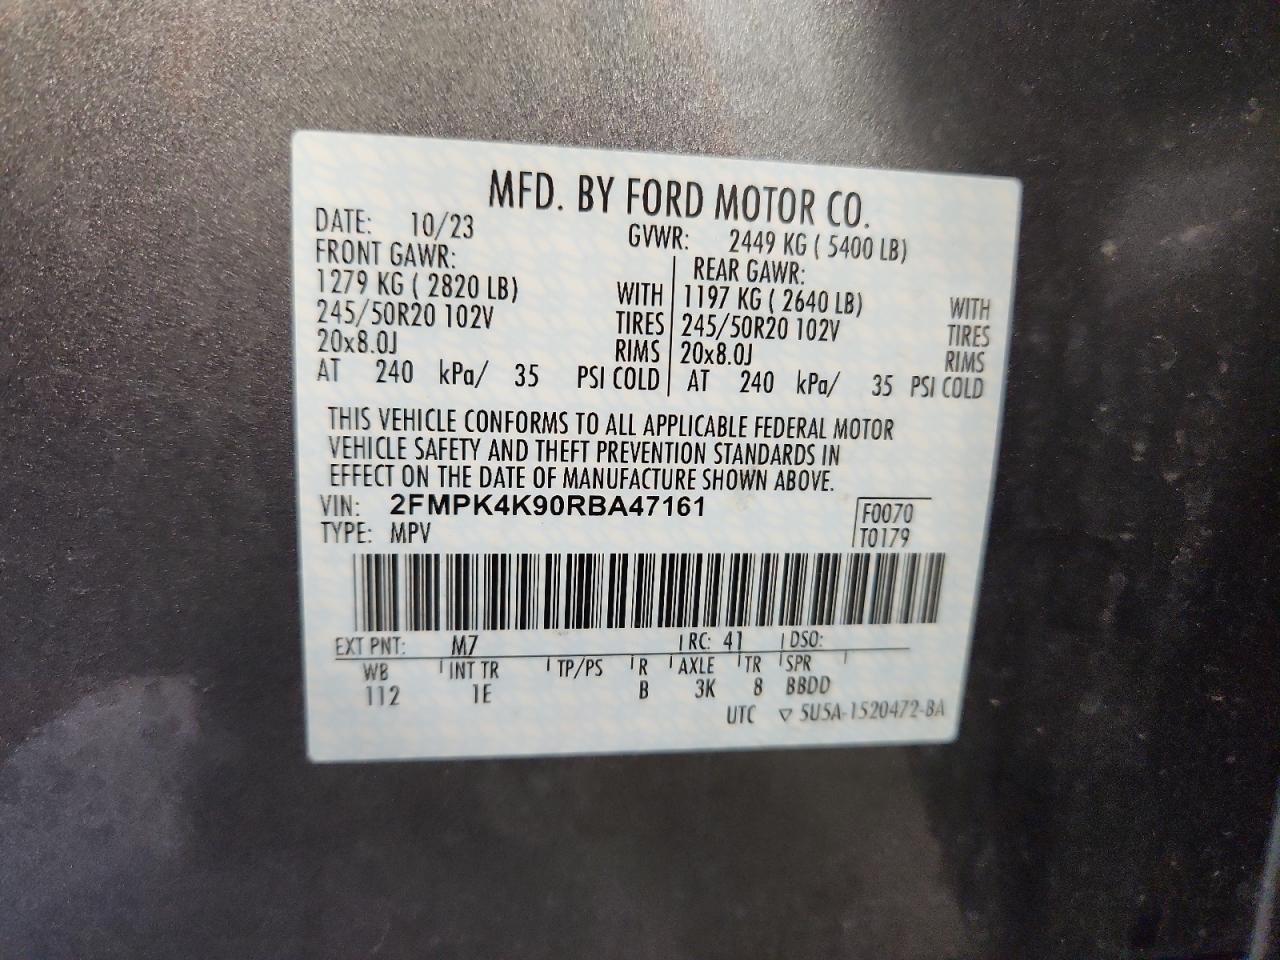 MFD. BY FORD MOTOR CO.
DATE: 10/23 GVWR: 2449 KG ( 5400 LB)
FRONT GAWR: REAR GAWR:
1279 KG ( 2820 LB) WITH 1197 KG ( 2640 LB) WITH
245/50R20 102V TIRES 245/50R20 102V TIRES
20x8.0J RIMS 20x8.0J RIMS
AT 240 kPa/ 35 PSI COLD AT 240 kPa/ 35 PSI COLD
THIS VEHICLE CONFORMS TO ALL APPLICABLE FEDERAL MOTOR
VEHICLE SAFETY AND THEFT PREVENTION STANDARDS IN
EFFECT ON THE DATE OF MANUFACTURE SHOWN ABOVE.
VIN: 2FMPK4K90RBA47161 F0070
TYPE: MPV T0179
EXT PNT: M7 RC: 41 DSO:
WB INT TR TP/PS R AXLE TR SPR
112 1E B 3K 8 BBDD
UTC ▽ 5U5A-1520472-BA